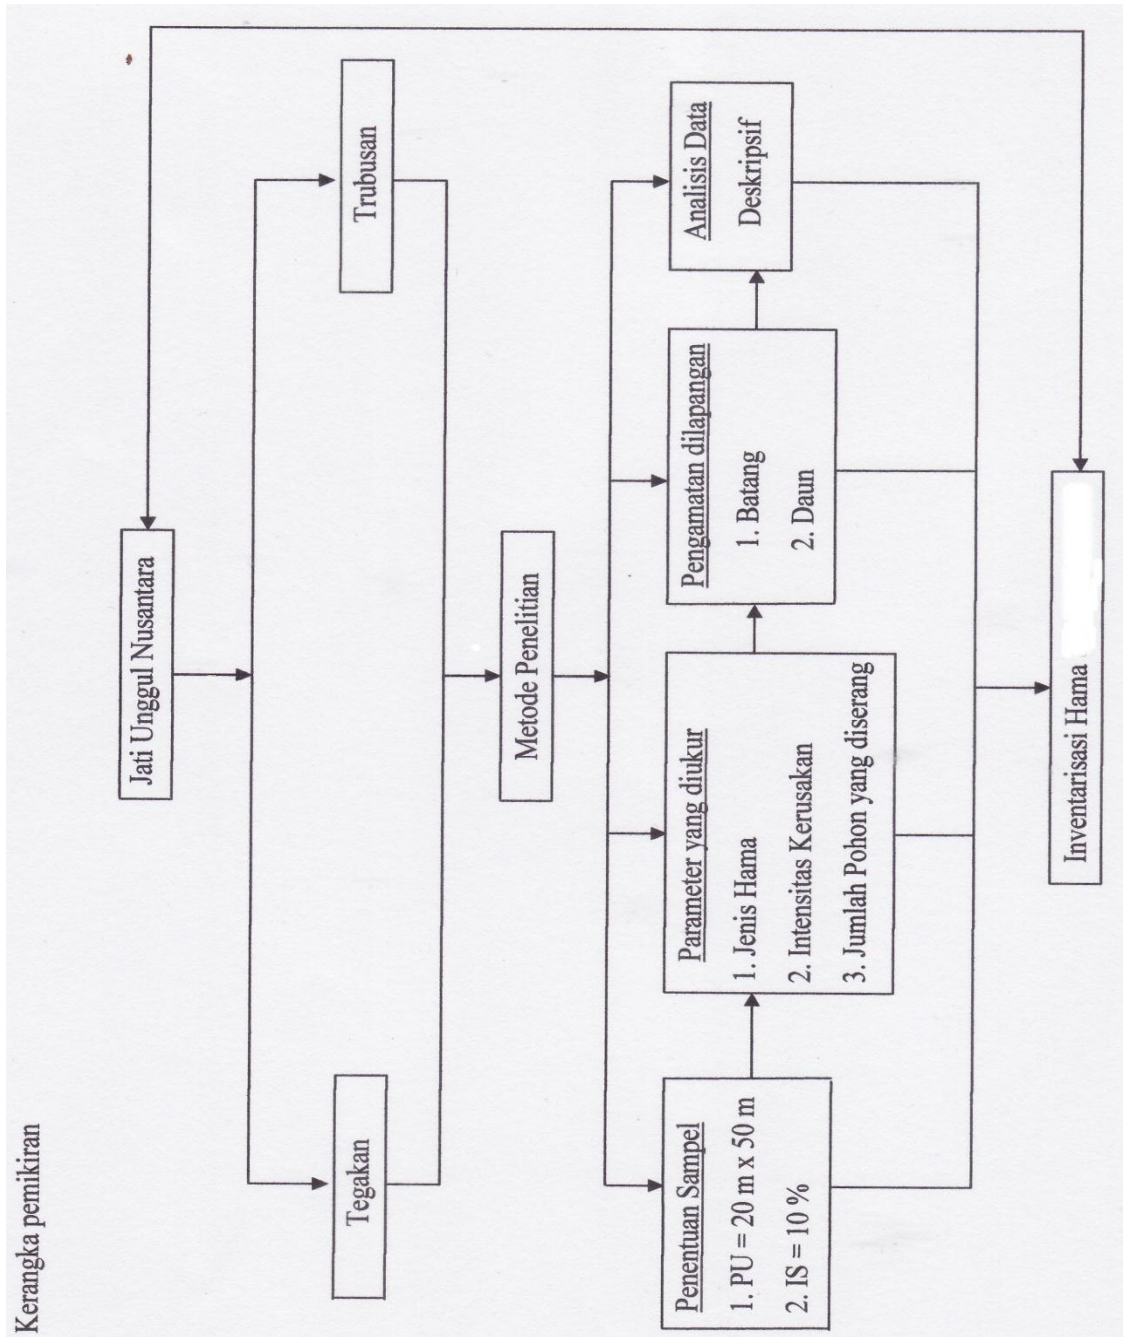 Kerangka pemikiran
Jati Unggul Nusantara
Tegakan
Trubusan
Metode Penelitian
Penentuan Sampel
1. PU = 20 m x 50 m
2. IS = 10 %
Parameter yang diukur
1. Jenis Hama
2. Intensitas Kerusakan
3. Jumlah Pohon yang diserang
Pengamatan dilapangan
1. Batang
2. Daun
Analisis Data
Deskripsif
Inventarisasi Hama